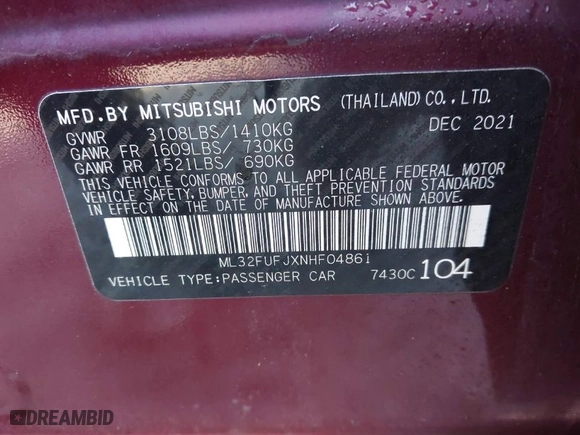 MFD.BY MITSUBISHI MOTORS (THAILAND)CO.,LTD.
GVWR 3108LBS/1410KG DEC 2021
GAWR FR 1609LBS/ 730KG
GAWR RR 1521LBS/ 690KG
THIS VEHICLE CONFORMS TO ALL APPLICABLE FEDERAL MOTOR
VEHICLE SAFETY, BUMPER, AND THEFT PREVENTION STANDARDS
IN EFFECT ON THE DATE OF MANUFACTURE SHOWN ABOVE.
ML32FUFJXNHF04861
VEHICLE TYPE:PASSENGER CAR 7430C 104
DREAMBID